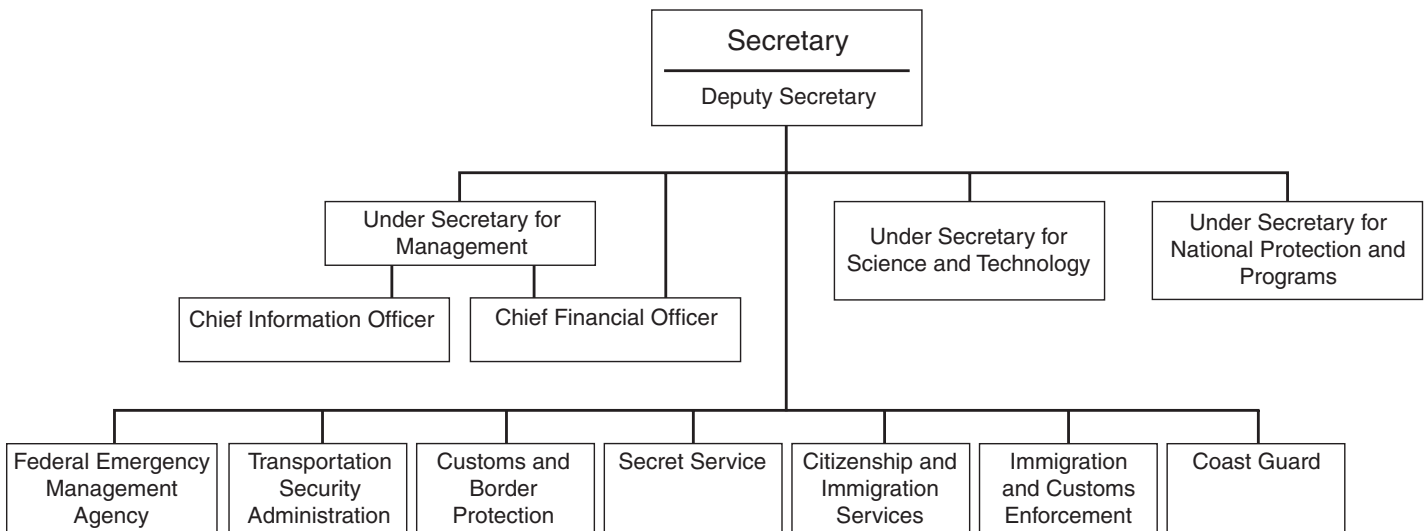 Secretary
Deputy Secretary
Under Secretary for
Management
Under Secretary for
Science and Technology
Under Secretary for
National Protection and
Programs
Chief Information Officer
Chief Financial Officer
Federal Emergency
Management
Agency
Transportation
Security
Administration
Customs and
Border
Protection
Secret Service
Citizenship and
Immigration
Services
Immigration
and Customs
Enforcement
Coast Guard